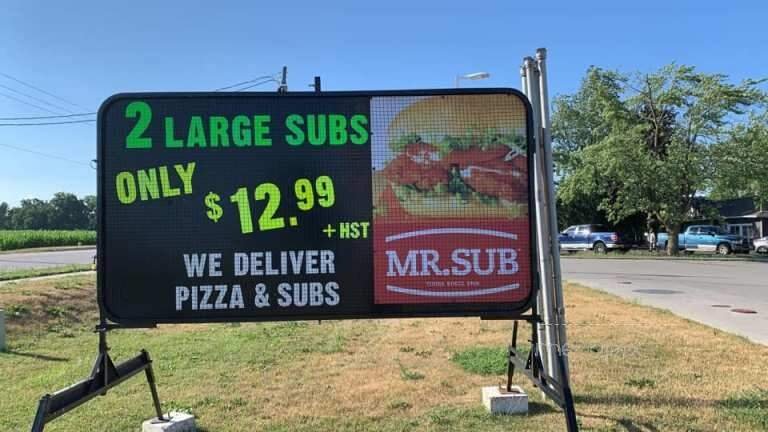 2 LARGE SUBS
ONLY
$12.99
+ HST
WE DELIVER
PIZZA & SUBS
MR.SUB